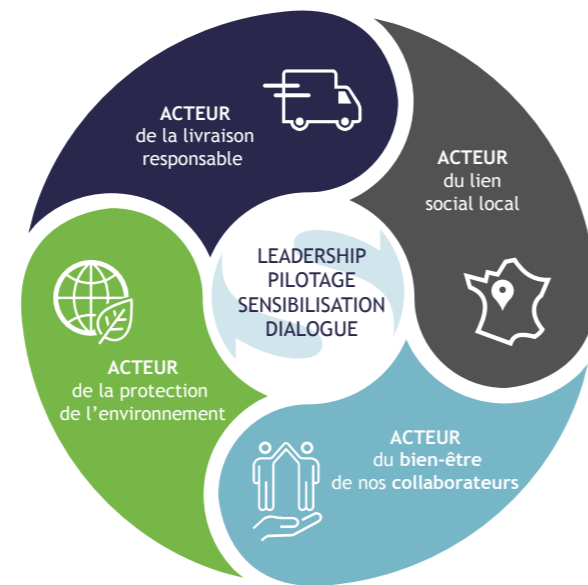 ACTEUR
de la livraison
responsable
ACTEUR
du lien
social local
LEADERSHIP
PILOTAGE
SENSIBILISATION
DIALOGUE
ACTEUR
de la protection
de l’environnement
ACTEUR
du bien-être
de nos collaborateurs